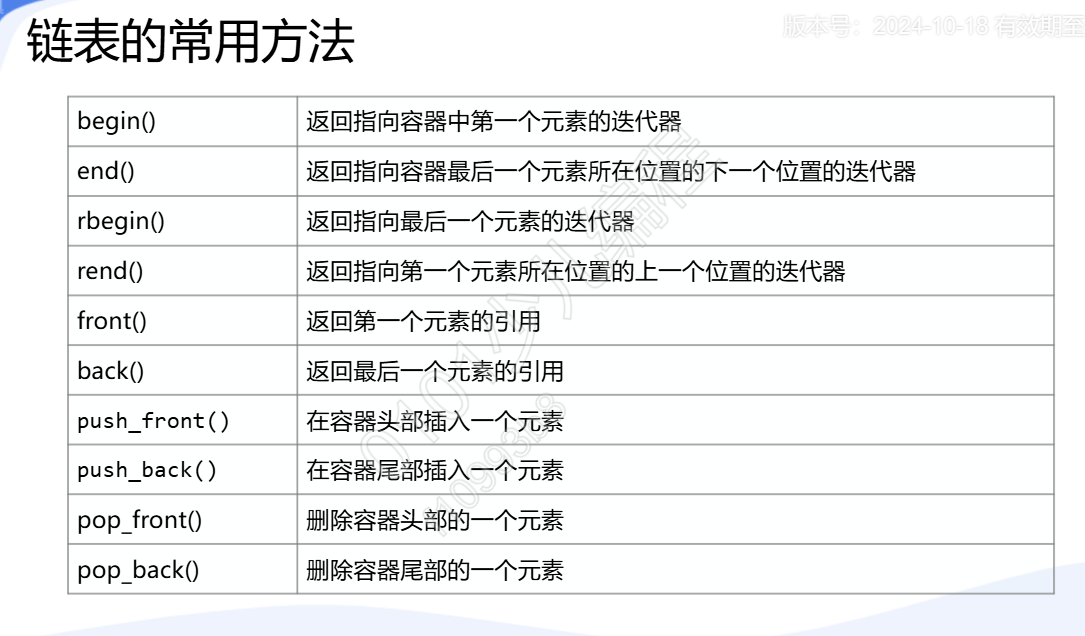 链表的常用方法
版本号：2024-10-18 有效期至
begin() 返回指向容器中第一个元素的迭代器
end() 返回指向容器最后一个元素所在位置的下一个位置的迭代器
rbegin() 返回指向最后一个元素的迭代器
rend() 返回指向第一个元素所在位置的上一个位置的迭代器
front() 返回第一个元素的引用
back() 返回最后一个元素的引用
push_front() 在容器头部插入一个元素
push_back() 在容器尾部插入一个元素
pop_front() 删除容器头部的一个元素
pop_back() 删除容器尾部的一个元素